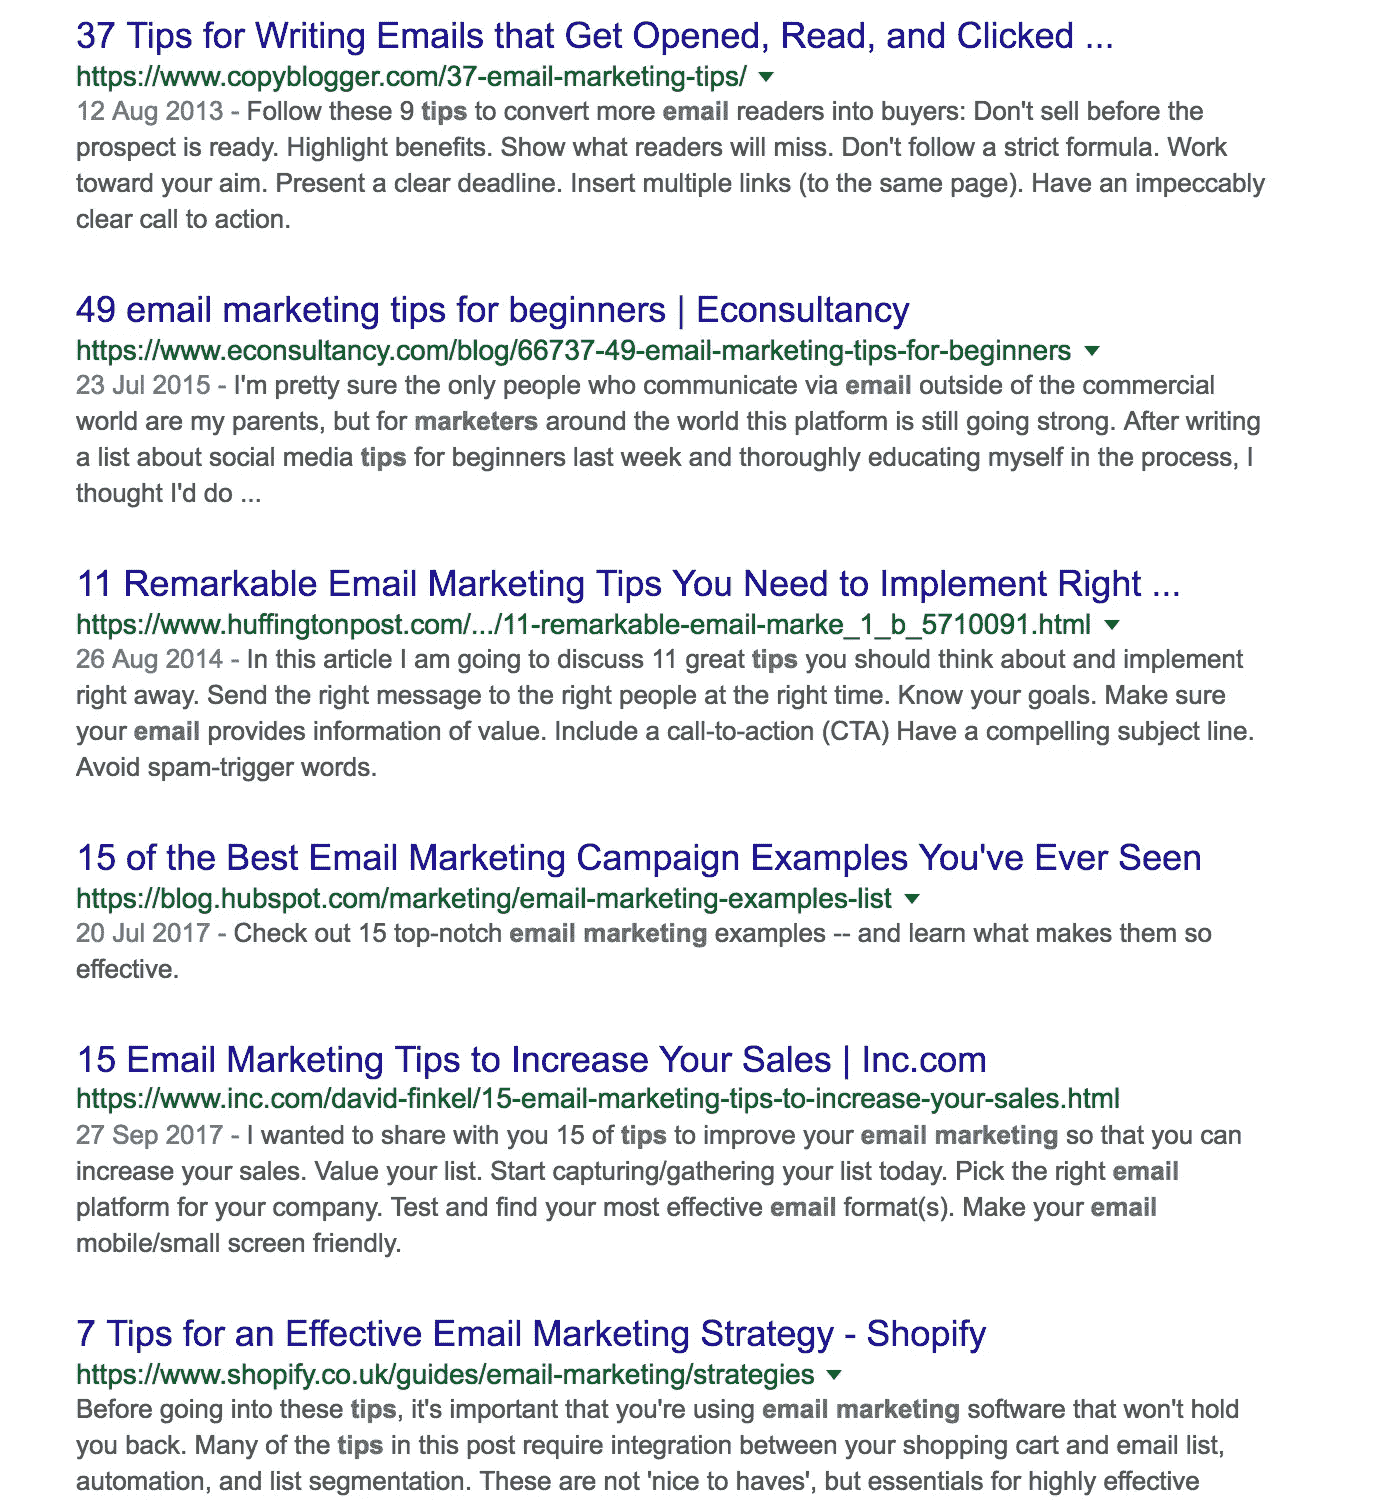 37 Tips for Writing Emails that Get Opened, Read, and Clicked ...
https://www.copyblogger.com/37-email-marketing-tips/
12 Aug 2013 - Follow these 9 tips to convert more email readers into buyers: Don't sell before the
prospect is ready. Highlight benefits. Show what readers will miss. Don't follow a strict formula. Work
toward your aim. Present a clear deadline. Insert multiple links (to the same page). Have an impeccably
clear call to action.
49 email marketing tips for beginners | Econsultancy
https://www.econsultancy.com/blog/66737-49-email-marketing-tips-for-beginners
23 Jul 2015 - I'm pretty sure the only people who communicate via email outside of the commercial
world are my parents, but for marketers around the world this platform is still going strong. After writing
a list about social media tips for beginners last week and thoroughly educating myself in the process, I
thought I'd do ...
11 Remarkable Email Marketing Tips You Need to Implement Right ...
https://www.huffingtonpost.com/.../11-remarkable-email-marke_1_b_5710091.html
26 Aug 2014 - In this article I am going to discuss 11 great tips you should think about and implement
right away. Send the right message to the right people at the right time. Know your goals. Make sure
your email provides information of value. Include a call-to-action (CTA) Have a compelling subject line.
Avoid spam-trigger words.
15 of the Best Email Marketing Campaign Examples You've Ever Seen
https://blog.hubspot.com/marketing/email-marketing-examples-list
20 Jul 2017 - Check out 15 top-notch email marketing examples -- and learn what makes them so
effective.
15 Email Marketing Tips to Increase Your Sales | Inc.com
https://www.inc.com/david-finkel/15-email-marketing-tips-to-increase-your-sales.html
27 Sep 2017 - I wanted to share with you 15 of tips to improve your email marketing so that you can
increase your sales. Value your list. Start capturing/gathering your list today. Pick the right email
platform for your company. Test and find your most effective email format(s). Make your email
mobile/small screen friendly.
7 Tips for an Effective Email Marketing Strategy - Shopify
https://www.shopify.co.uk/guides/email-marketing/strategies
Before going into these tips, it's important that you're using email marketing software that won't hold
you back. Many of the tips in this post require integration between your shopping cart and email list,
automation, and list segmentation. These are not 'nice to haves', but essentials for highly effective